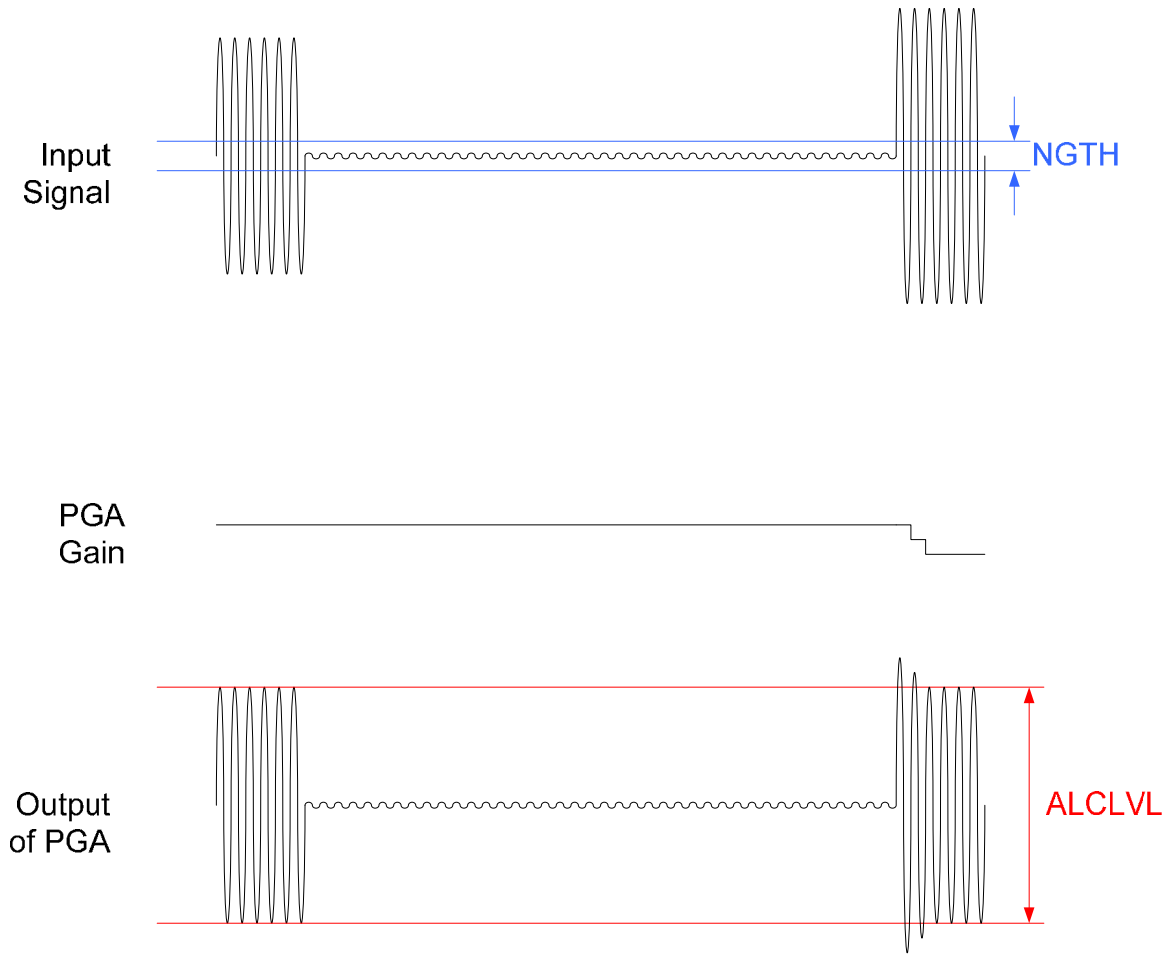 Input
Signal
NGTH
PGA
Gain
Output
of PGA
ALCLVL